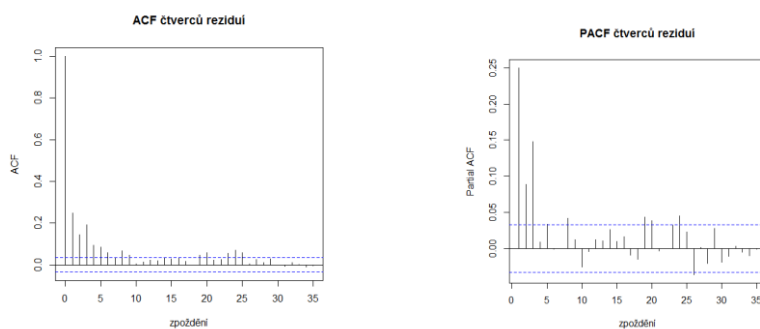 ACF čtverců reziduí
ACF
0.0
0.2
0.4
0.6
0.8
1.0
0 5 10 15 20 25 30 35
zpoždění
PACF čtverců reziduí
Partial ACF
0.00
0.05
0.10
0.15
0.20
0.25
0 5 10 15 20 25 30 35
zpoždění